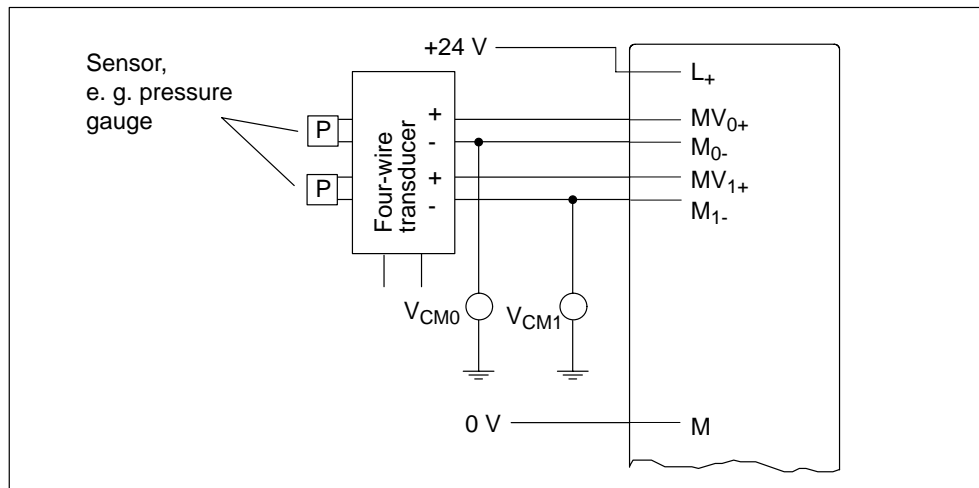 +24 V
L+
Sensor,
e. g. pressure
gauge
P
P
Four-wire
transducer
+
-
+
-
MV0+
M0-
MV1+
M1-
VCM0
VCM1
0 V
M